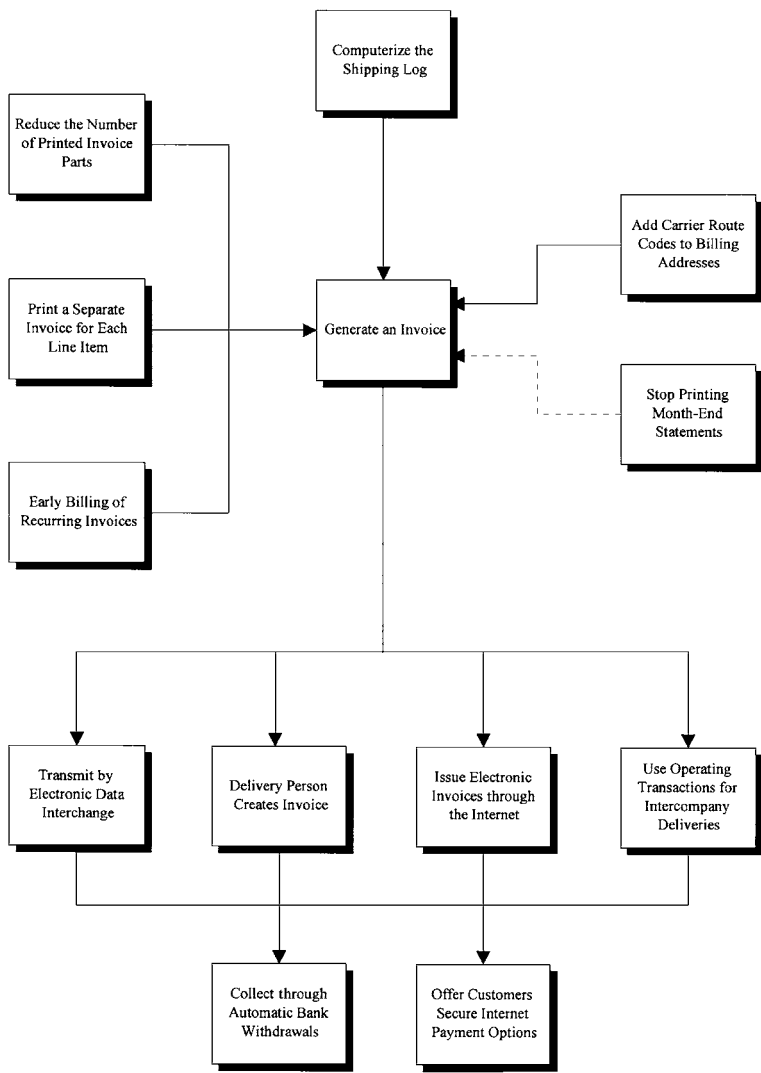 Computerize the
Shipping Log
Reduce the Number
of Printed Invoice
Parts
Add Carrier Route
Codes to Billing
Addresses
Print a Separate
Invoice for Each
Line Item
Generate an Invoice
Stop Printing
Month-End
Statements
Early Billing of
Recurring Invoices
Transmit by
Electronic Data
Interchange
Delivery Person
Creates Invoice
Issue Electronic
Invoices through
the Internet
Use Operating
Transactions for
Intercompany
Deliveries
Collect through
Automatic Bank
Withdrawals
Offer Customers
Secure Internet
Payment Options